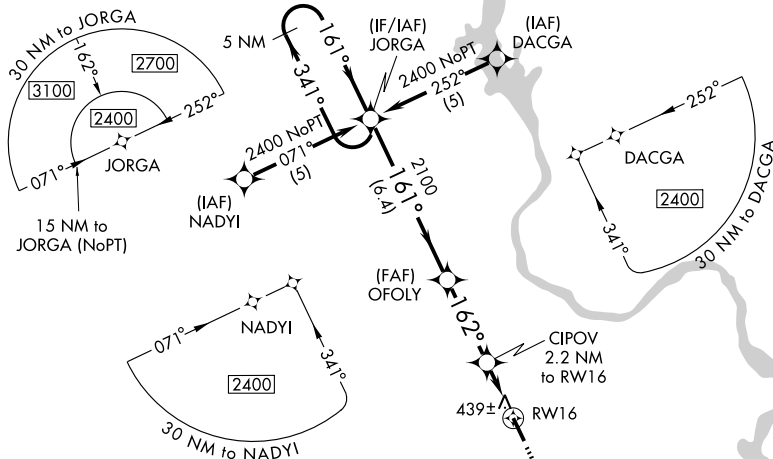 30 NM to JORGA
162°
2700
3100
2400
252°
JORGA
071°
15 NM to
JORGA (NoPT)
5 NM
161°
341°
(IF/IAF)
JORGA
(IAF)
DACGA
2400 NoPT
252°
(5)
2400 NoPT
071°
(5)
(IAF)
NADYI
2100
161°
(6.4)
252°
DACGA
2400
341°
30 NM to DACGA
(FAF)
OFOLY
162°
CIPOV
2.2 NM
to RW16
439±
RW16
NADYI
071°
341°
2400
30 NM to NADYI